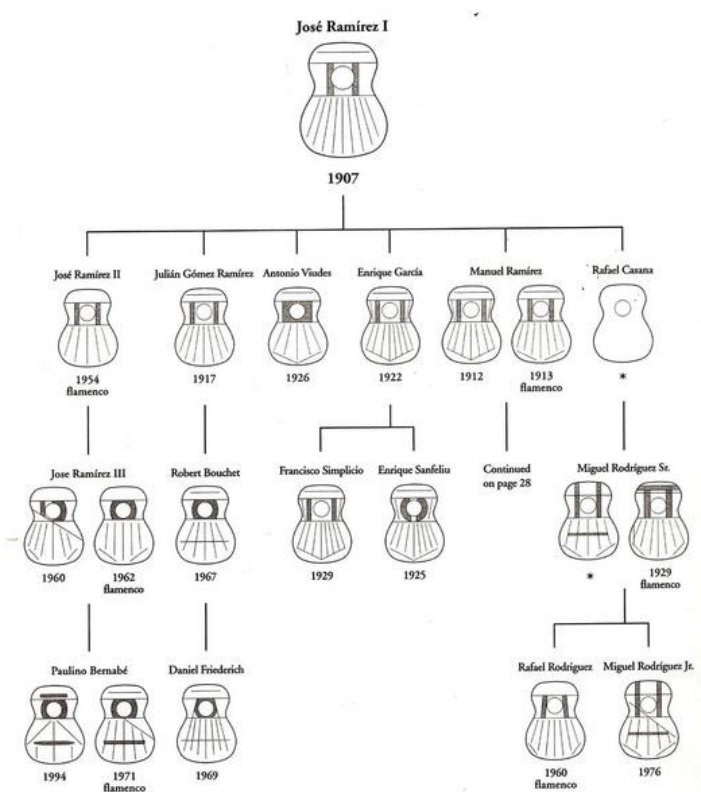 José Ramírez I
1907
José Ramírez II
Julián Gómez Ramírez
Antonio Viudes
Enrique García
Manuel Ramírez
Rafael Casana
1954
flamenco
1917
1926
1922
1912
1913
flamenco
*
Jose Ramírez III
Robert Bouchet
Francisco Simplicio
Enrique Sanfeliu
Continued
on page 28
Miguel Rodríguez Sr.
1960
1962
flamenco
1967
1929
1925
*
1929
flamenco
Paulino Bernabé
Daniel Friederich
Rafael Rodriguez
Miguel Rodríguez Jr.
1994
1971
flamenco
1969
1960
flamenco
1976